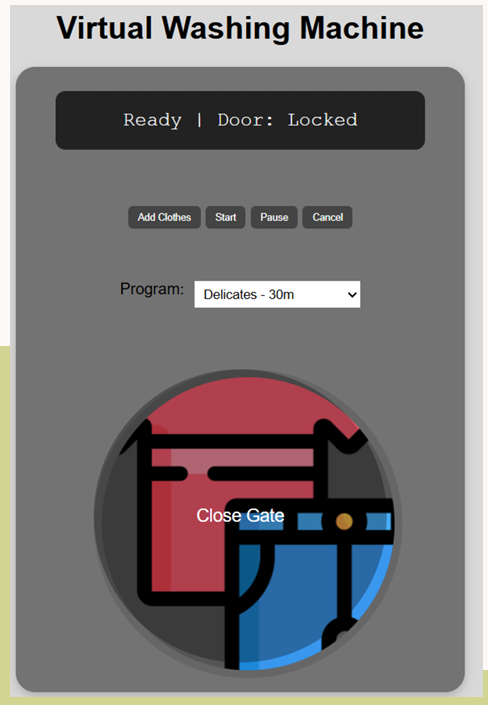 Virtual Washing Machine
Ready | Door: Locked
Add Clothes Start Pause Cancel
Program: Delicates - 30m
Close Gate